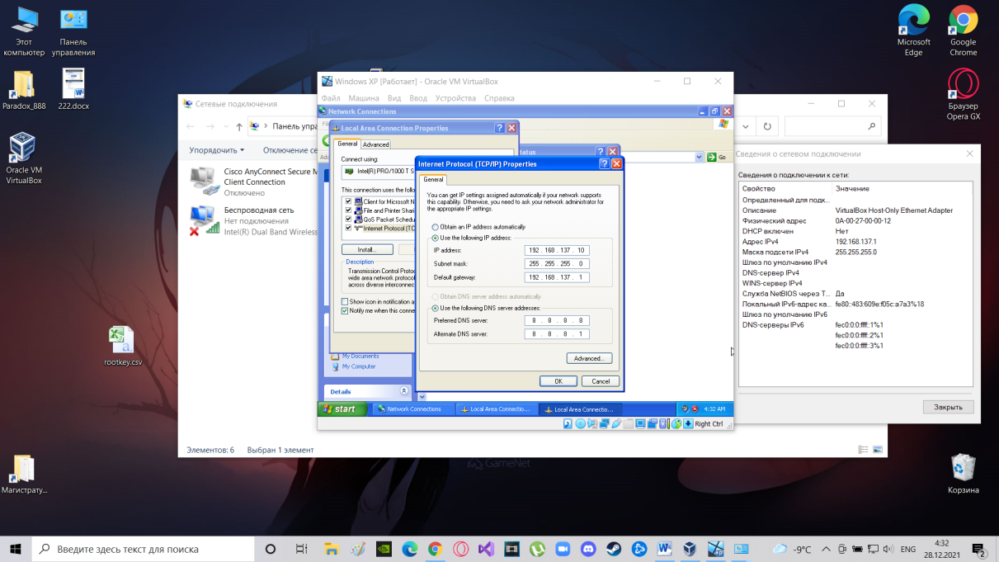 Этот компьютер
Панель управления
Paradox_888
222.docx
Oracle VM VirtualBox
rootkey.csv
Магистрату...
Microsoft Edge
Google Chrome
Браузер Opera GX
Корзина
GameNet
Сетевые подключения
Панель упра
Упорядочить
Отключение се
Cisco AnyConnect Secure M
Client Connection
Отключено
Беспроводная сеть
Нет подключения
Intel(R) Dual Band Wireless
Элементов: 6
Выбран 1 элемент
Windows XP [Работает] - Oracle VM VirtualBox
Файл Машина Вид Ввод Устройства Справка
Network Connections
Go
Local Area Connection Properties
General Advanced
Connect using:
Intel(R) PRO/1000 T S
This connection uses the follo
Client for Microsoft N
File and Printer Shari
QoS Packet Schedu
Internet Protocol (TC
Install...
Description
Transmission Control Protoc
wide area network protocol
across diverse interconnec
Show icon in notification a
Notify me when this conne
My Documents
My Computer
Details
tatus
Internet Protocol (TCP/IP) Properties
General
You can get IP settings assigned automatically if your network supports
this capability. Otherwise, you need to ask your network administrator for
the appropriate IP settings.
Obtain an IP address automatically
Use the following IP address:
IP address: 192 . 168 . 137 . 10
Subnet mask: 255 . 255 . 255 . 0
Default gateway: 192 . 168 . 137 . 1
Obtain DNS server address automatically
Use the following DNS server addresses:
Preferred DNS server: 8 . 8 . 8 . 8
Alternate DNS server: 8 . 8 . 8 . 1
Advanced...
OK Cancel
start
Network Connections
Local Area Connectio...
Local Area Connectio...
4:32 AM
Right Ctrl
Сведения о сетевом подключении
Сведения о подключении к сети:
Свойство Значение
Определенный для подк...
Описание VirtualBox Host-Only Ethernet Adapter
Физический адрес 0A-00-27-00-00-12
DHCP включен Нет
Адрес IPv4 192.168.137.1
Маска подсети IPv4 255.255.255.0
Шлюз по умолчанию IPv4
DNS-сервер IPv4
WINS-сервер IPv4
Служба NetBIOS через T... Да
Локальный IPv6-адрес ка... fe80::483:609e:f05c:a7a3%18
Шлюз по умолчанию IPv6
DNS-серверы IPv6 fec0:0:0:ffff::1%1
fec0:0:0:ffff::2%1
fec0:0:0:ffff::3%1
Закрыть
Введите здесь текст для поиска
-9°C
ENG
4:32
28.12.2021
2